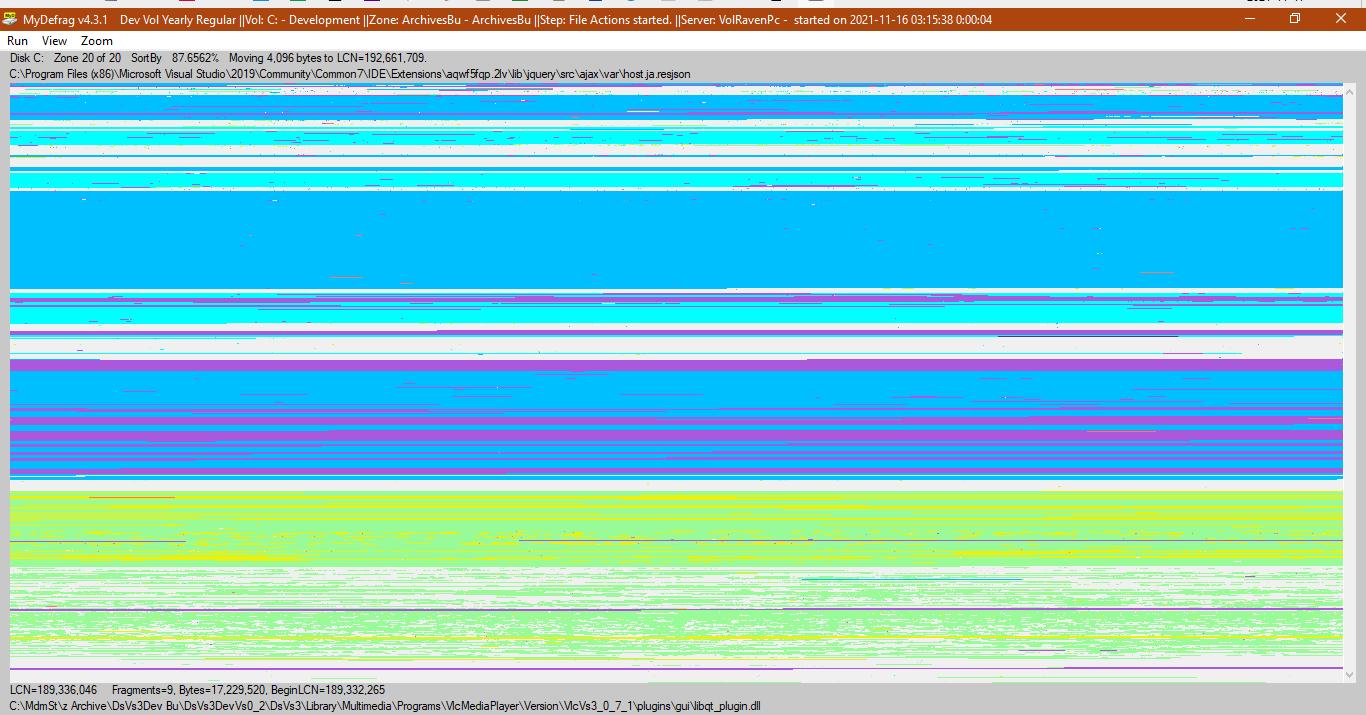 MyDefrag v4.3.1    Dev Vol Yearly Regular ||Vol: C: - Development ||Zone: ArchivesBu - ArchivesBu ||Step: File Actions started. ||Server: VolRavenPc -  started on 2021-11-16 03:15:38 0:00:04
Run View Zoom
Disk C:   Zone 20 of 20   SortBy   87.6562%   Moving 4,096 bytes to LCN=192,661,709.
C:\Program Files (x86)\Microsoft Visual Studio\2019\Community\Common7\IDE\Extensions\aqwf5fqp.2lv\lib\jquery\src\ajax\var\host.ja.resjson
LCN=189,336,046    Fragments=9, Bytes=17,229,520, BeginLCN=189,332,265
C:\MdmSt\z Archive\DsVs3Dev Bu\DsVs3DevVs0_2\DsVs3\Library\Multimedia\Programs\VlcMediaPlayer\Version\VlcVs3_0_7_1\plugins\gui\libqt_plugin.dll